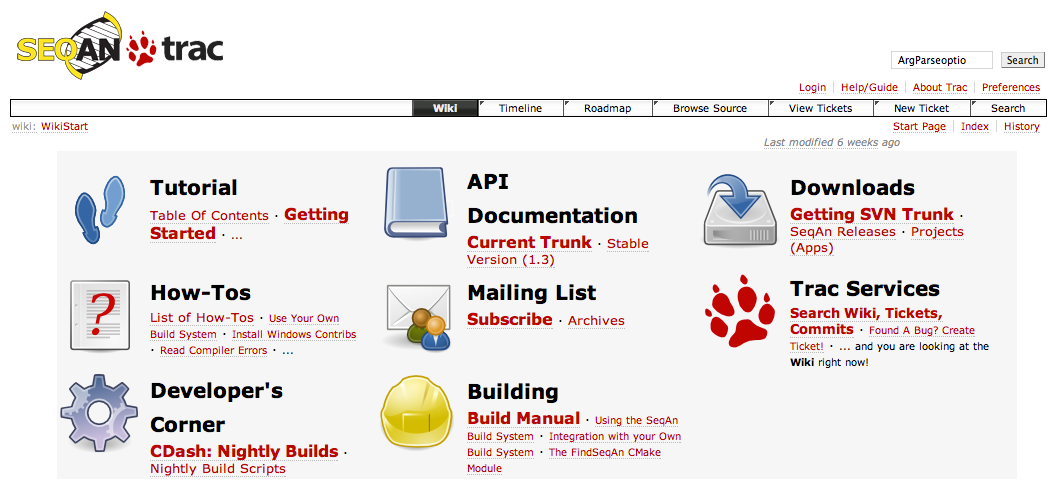 SEQAN trac
ArgParseoptio Search
Login Help/Guide About Trac Preferences
Wiki Timeline Roadmap Browse Source View Tickets New Ticket Search
wiki: WikiStart Start Page Index History
Last modified 6 weeks ago
Tutorial
Table Of Contents · Getting
Started · ...
API
Documentation
Current Trunk · Stable
Version (1.3)
Downloads
Getting SVN Trunk ·
SeqAn Releases · Projects
(Apps)
How-Tos
List of How-Tos · Use Your Own
Build System · Install Windows Contribs
· Read Compiler Errors · ...
Mailing List
Subscribe · Archives
Trac Services
Search Wiki, Tickets,
Commits · Found A Bug? Create
Ticket! · ... and you are looking at the
Wiki right now!
Developer's
Corner
CDash: Nightly Builds ·
Nightly Build Scripts
Building
Build Manual · Using the SeqAn
Build System · Integration with your Own
Build System · The FindSeqAn CMake
Module